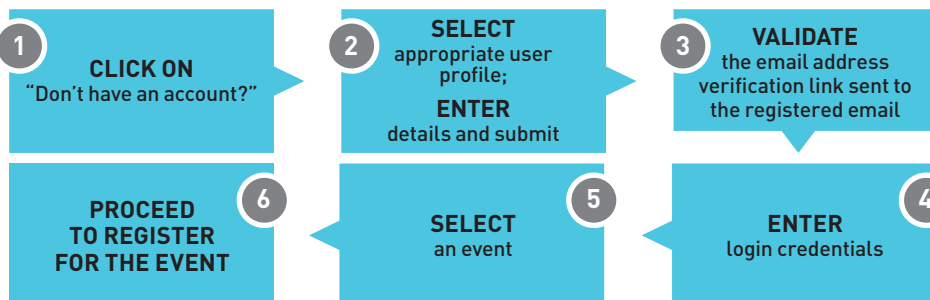 1
CLICK ON
“Don’t have an account?”
2
SELECT
appropriate user
profile;
ENTER
details and submit
3
VALIDATE
the email address
verification link sent to
the registered email
4
ENTER
login credentials
5
SELECT
an event
6
PROCEED
TO REGISTER
FOR THE EVENT